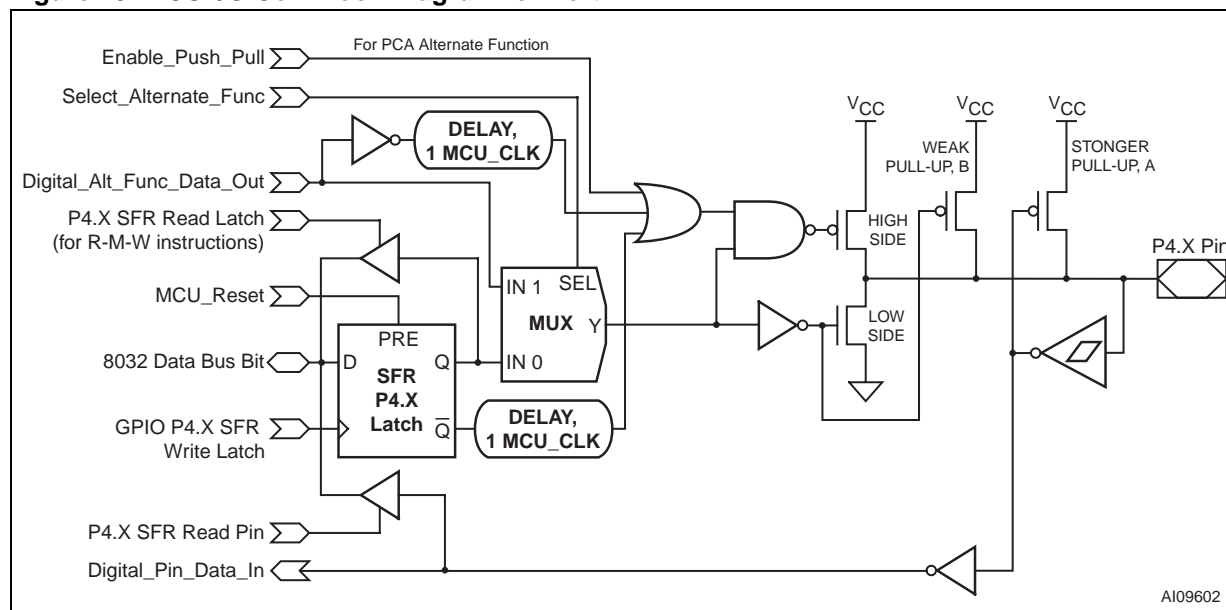 For PCA Alternate Function
Enable_Push_Pull
Select_Alternate_Func
DELAY,
1 MCU_CLK
Digital_Alt_Func_Data_Out
P4.X SFR Read Latch
(for R-M-W instructions)
MCU_Reset
8032 Data Bus Bit
GPIO P4.X SFR
Write Latch
P4.X SFR Read Pin
Digital_Pin_Data_In
PRE
D
Q
SFR
P4.X
Latch
Q
DELAY,
1 MCU_CLK
IN 1
SEL
MUX
Y
IN 0
VCC
HIGH
SIDE
LOW
SIDE
VCC
WEAK
PULL-UP, B
VCC
STONGER
PULL-UP, A
P4.X Pin
AI09602